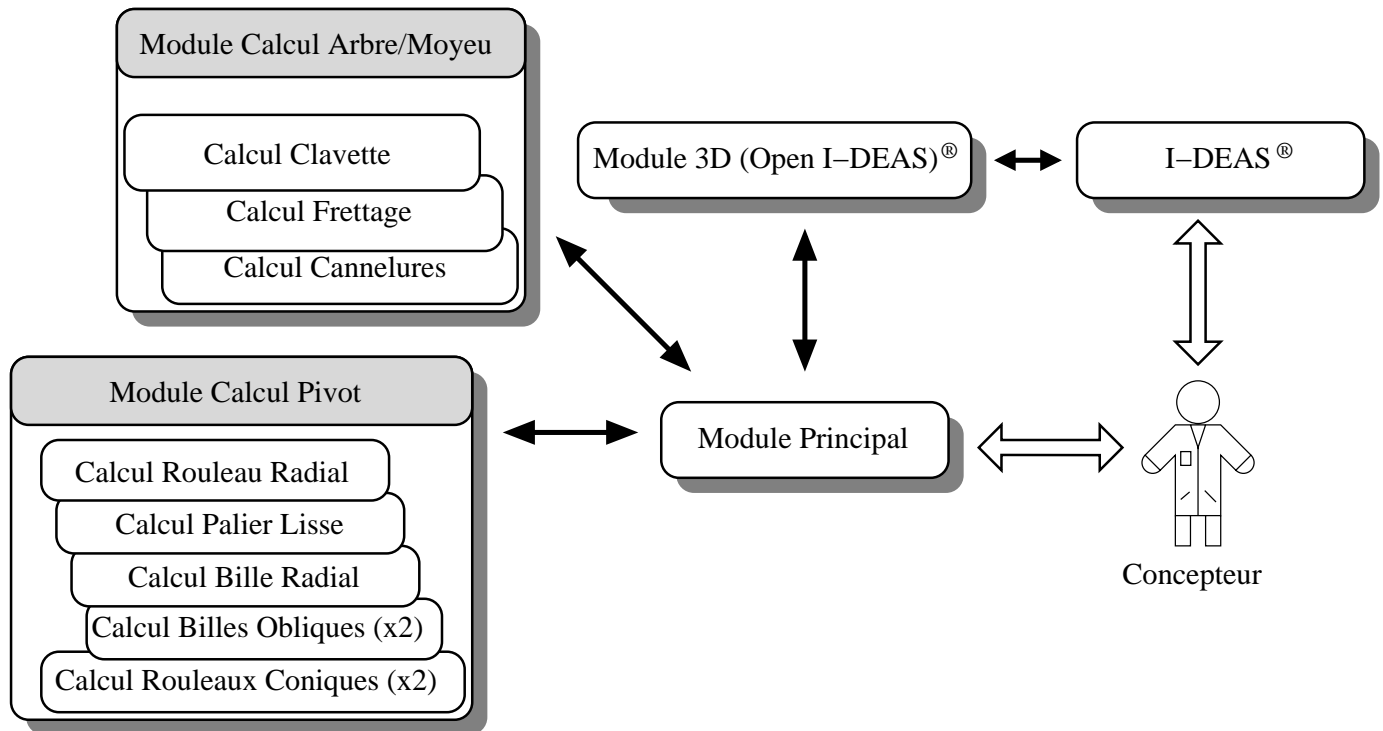 Module Calcul Arbre/Moyeu
Calcul Clavette
Calcul Frettage
Calcul Cannelures
Module 3D (Open I–DEAS)®
I–DEAS®
Module Calcul Pivot
Calcul Rouleau Radial
Calcul Palier Lisse
Calcul Bille Radial
Calcul Billes Obliques (x2)
Calcul Rouleaux Coniques (x2)
Module Principal
Concepteur